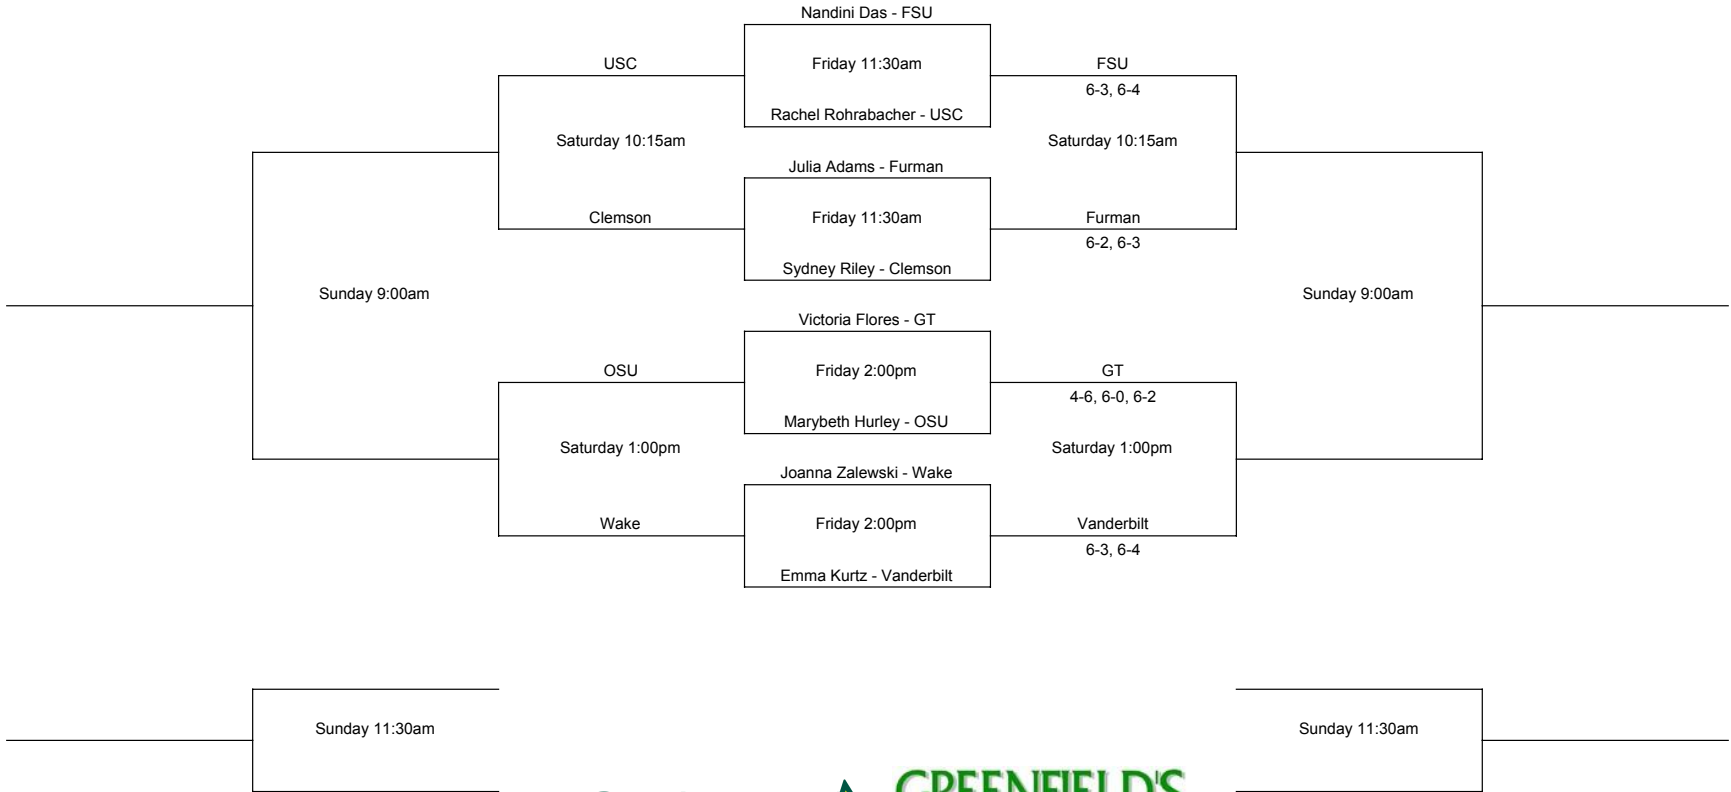 Nandini Das - FSU
USC
Friday 11:30am
FSU
6-3, 6-4
Rachel Rohrabacher - USC
Saturday 10:15am
Saturday 10:15am
Julia Adams - Furman
Clemson
Friday 11:30am
Furman
6-2, 6-3
Sydney Riley - Clemson
Sunday 9:00am
Sunday 9:00am
Victoria Flores - GT
OSU
Friday 2:00pm
GT
4-6, 6-0, 6-2
Marybeth Hurley - OSU
Saturday 1:00pm
Saturday 1:00pm
Joanna Zalewski - Wake
Wake
Friday 2:00pm
Vanderbilt
6-3, 6-4
Emma Kurtz - Vanderbilt
Sunday 11:30am
Sunday 11:30am
GREENFIELD'S